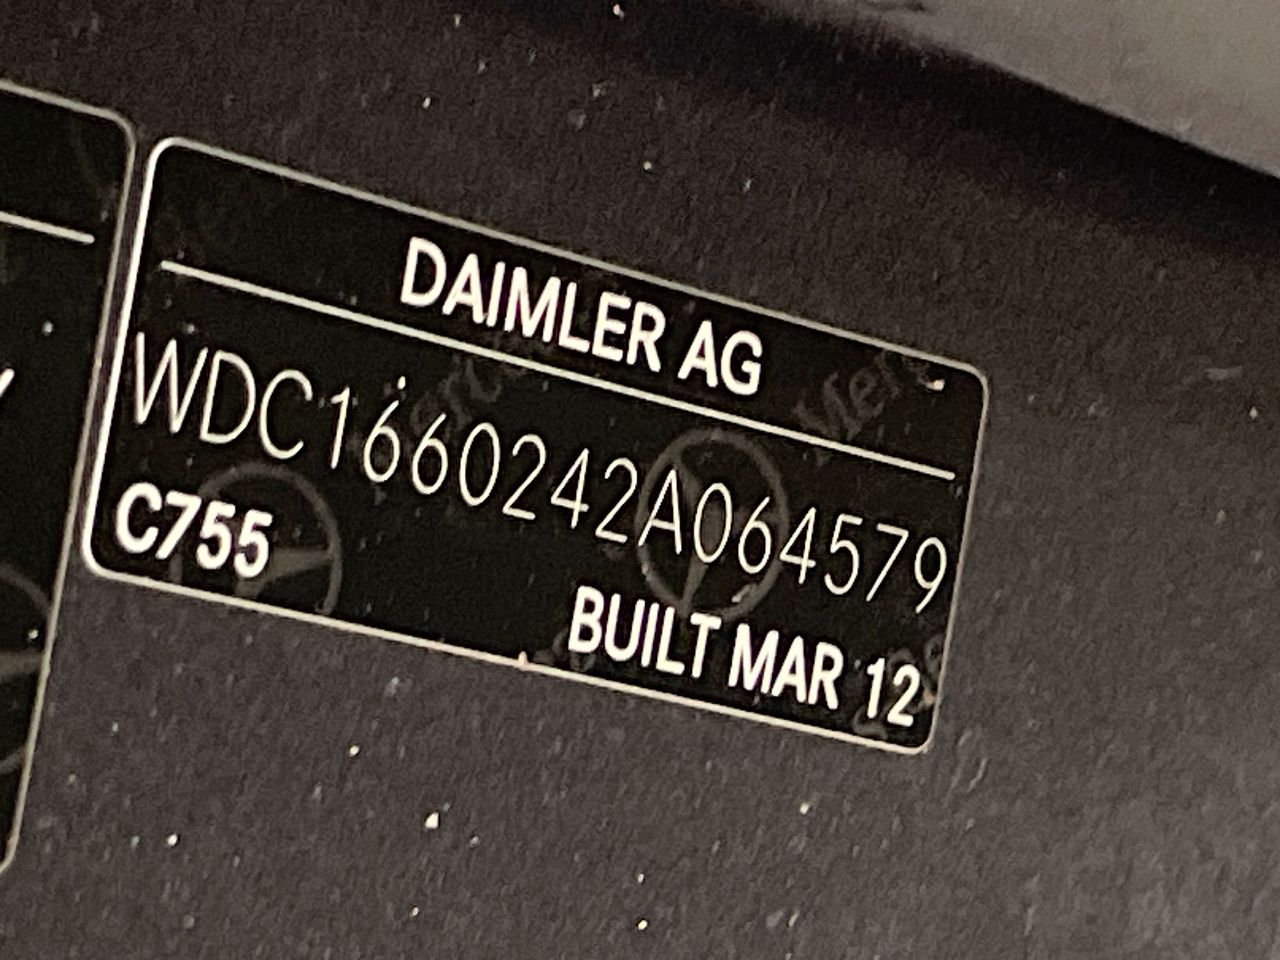 DAIMLER AG
WDC1660242A064579
C755
BUILT MAR 12